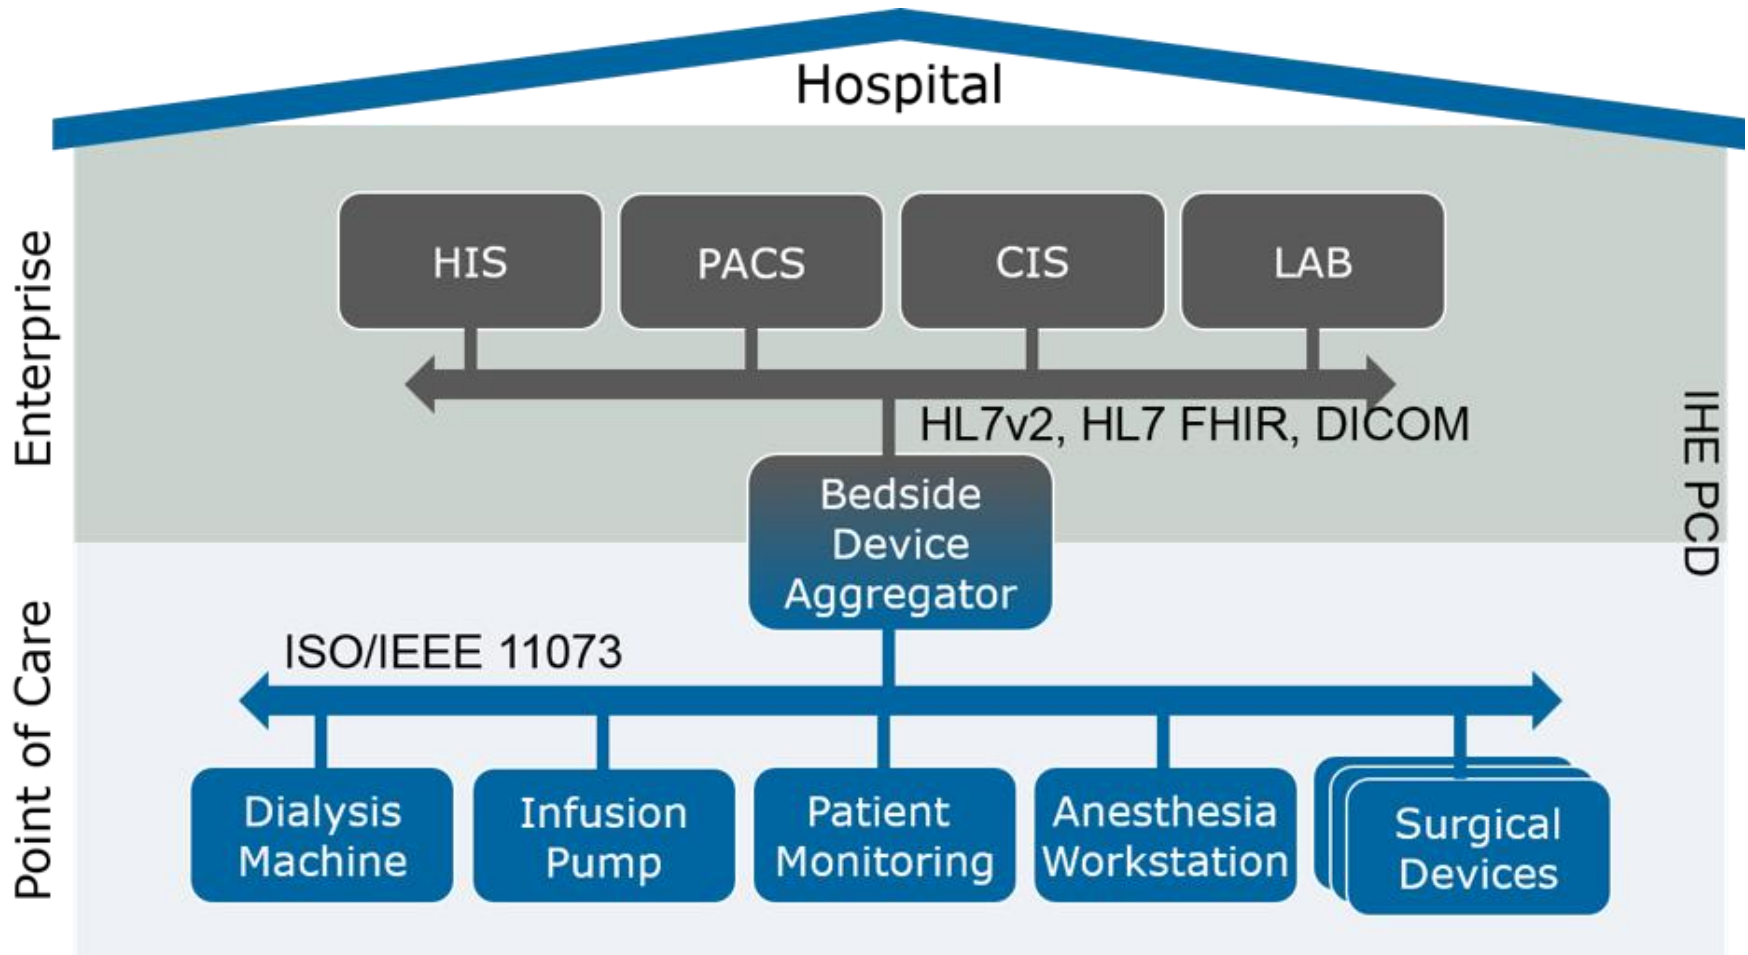 Hospital
Enterprise
HIS
PACS
CIS
LAB
HL7v2, HL7 FHIR, DICOM
IHE PCD
Bedside
Device
Aggregator
Point of Care
ISO/IEEE 11073
Dialysis
Machine
Infusion
Pump
Patient
Monitoring
Anesthesia
Workstation
Surgical
Devices